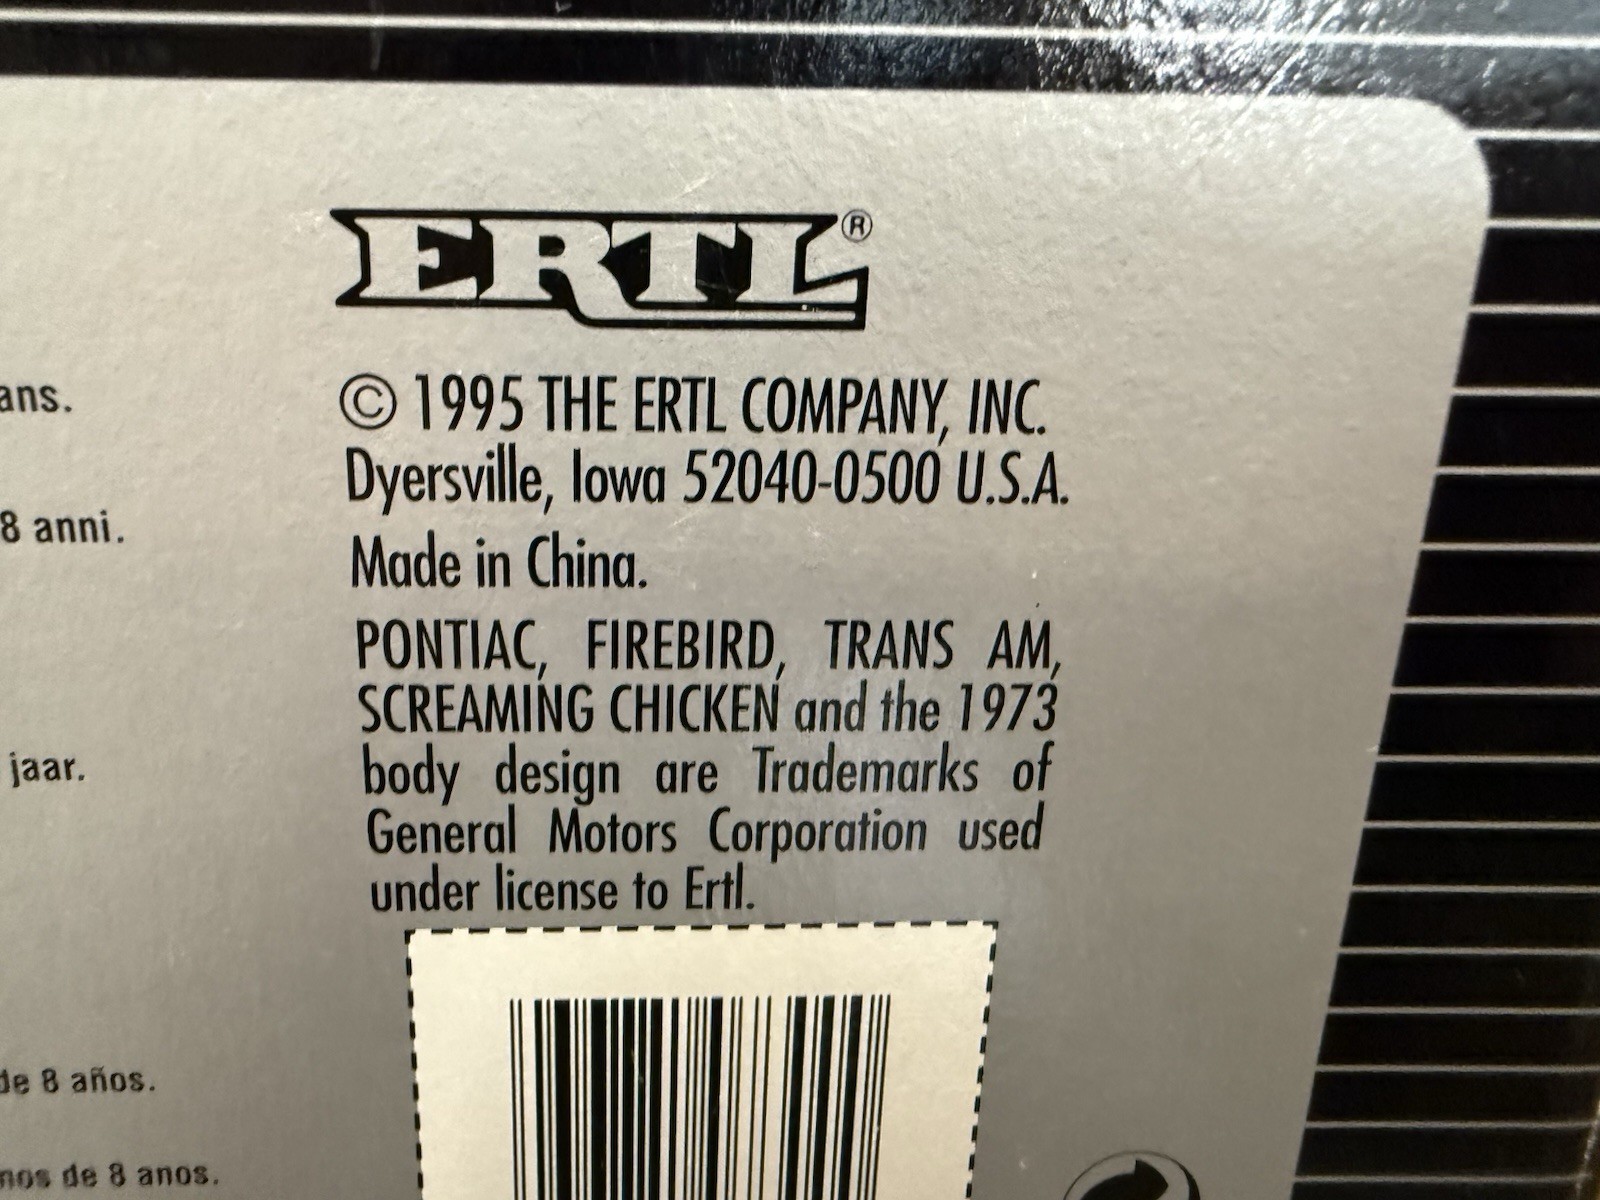 ERTL®
© 1995 THE ERTL COMPANY, INC.
Dyersville, Iowa 52040-0500 U.S.A.
Made in China.
PONTIAC, FIREBIRD, TRANS AM,
SCREAMING CHICKEN and the 1973
body design are Trademarks of
General Motors Corporation used
under license to Ertl.
ans.
8 anni.
jaar.
de 8 años.
nos de 8 anos.